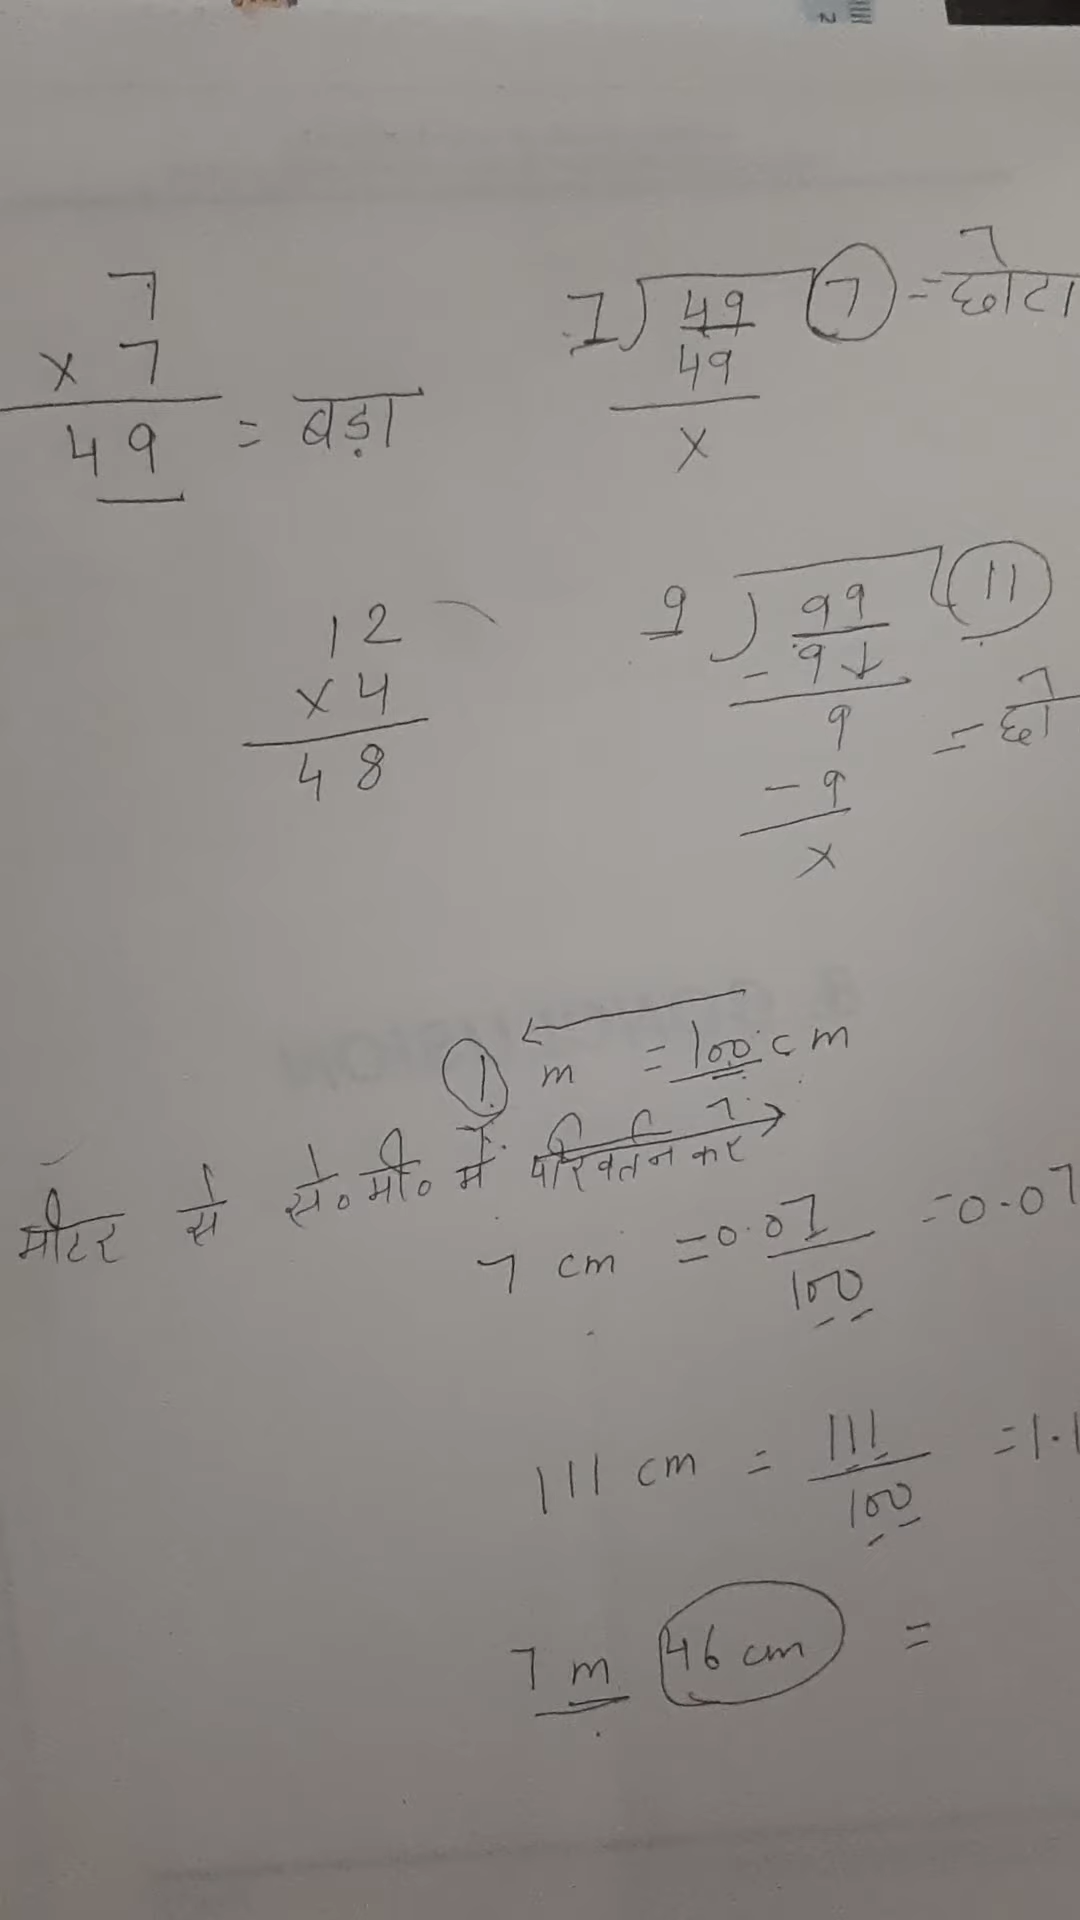 7
× 7
49 = बड़ा
7) 49 (7 = छोटा
49
×
12
× 4
48
9) 99 (11
- 9↓
9
- 9
×
= छो
1 m = 100 cm
मीटर से से०मी० में परिवर्तन करे
7 cm = 0.07/100 = 0.07
111 cm = 111/100 = 1.1
7 m 46 cm =